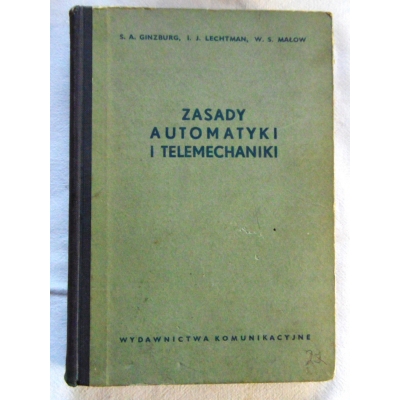 S. A. GINZBURG, I. J. LECHTMAN, W. S. MAŁOW
ZASADY
AUTOMATYKI
I TELEMECHANIKI
WYDAWNICTWA KOMUNIKACYJNE